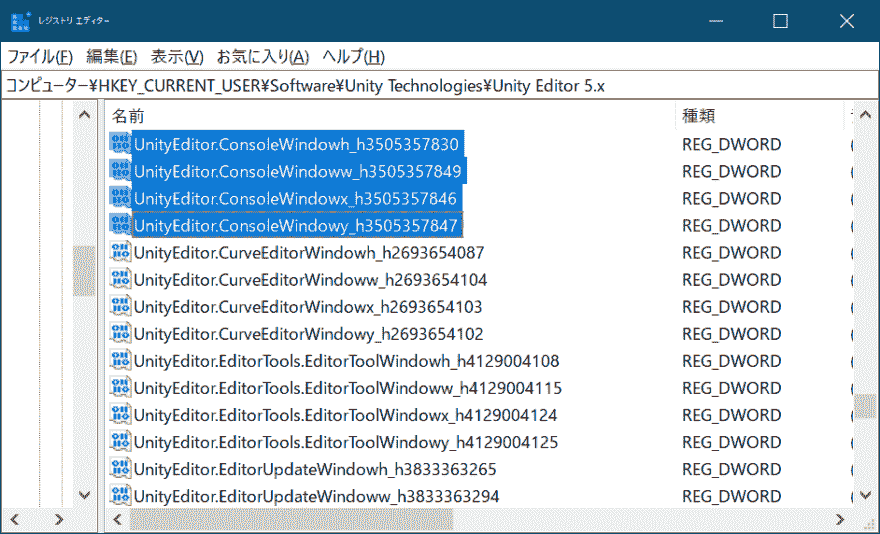 レジストリ エディター
ファイル(F) 編集(E) 表示(V) お気に入り(A) ヘルプ(H)
コンピューター¥HKEY_CURRENT_USER¥Software¥Unity Technologies¥Unity Editor 5.x
名前 種類
UnityEditor.ConsoleWindowh_h3505357830 REG_DWORD
UnityEditor.ConsoleWindoww_h3505357849 REG_DWORD
UnityEditor.ConsoleWindowx_h3505357846 REG_DWORD
UnityEditor.ConsoleWindowy_h3505357847 REG_DWORD
UnityEditor.CurveEditorWindowh_h2693654087 REG_DWORD
UnityEditor.CurveEditorWindoww_h2693654104 REG_DWORD
UnityEditor.CurveEditorWindowx_h2693654103 REG_DWORD
UnityEditor.CurveEditorWindowy_h2693654102 REG_DWORD
UnityEditor.EditorTools.EditorToolWindowh_h4129004108 REG_DWORD
UnityEditor.EditorTools.EditorToolWindoww_h4129004115 REG_DWORD
UnityEditor.EditorTools.EditorToolWindowx_h4129004124 REG_DWORD
UnityEditor.EditorTools.EditorToolWindowy_h4129004125 REG_DWORD
UnityEditor.EditorUpdateWindowh_h3833363265 REG_DWORD
UnityEditor.EditorUpdateWindoww_h3833363294 REG_DWORD